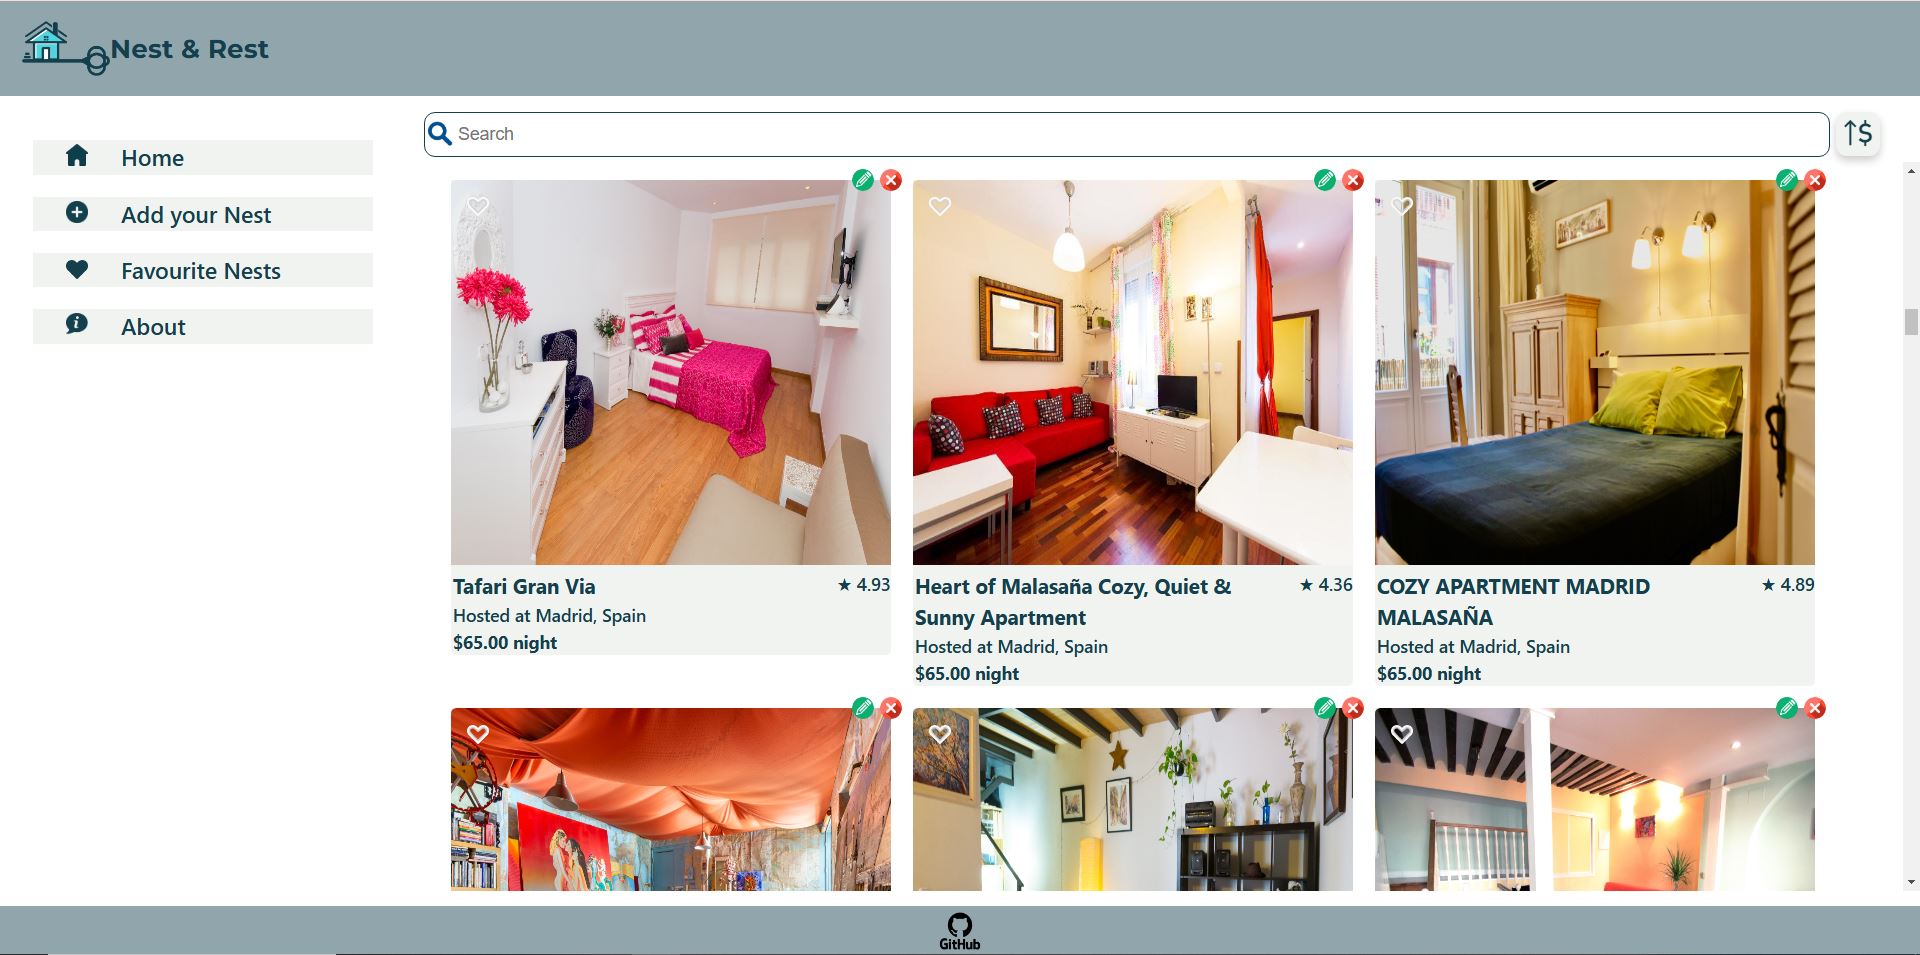 Nest & Rest
Home
Add your Nest
Favourite Nests
About
Search
↑$
Tafari Gran Via
★ 4.93
Hosted at Madrid, Spain
$65.00 night
Heart of Malasaña Cozy, Quiet &
★ 4.36
Sunny Apartment
Hosted at Madrid, Spain
$65.00 night
COZY APARTMENT MADRID
★ 4.89
MALASAÑA
Hosted at Madrid, Spain
$65.00 night
GitHub